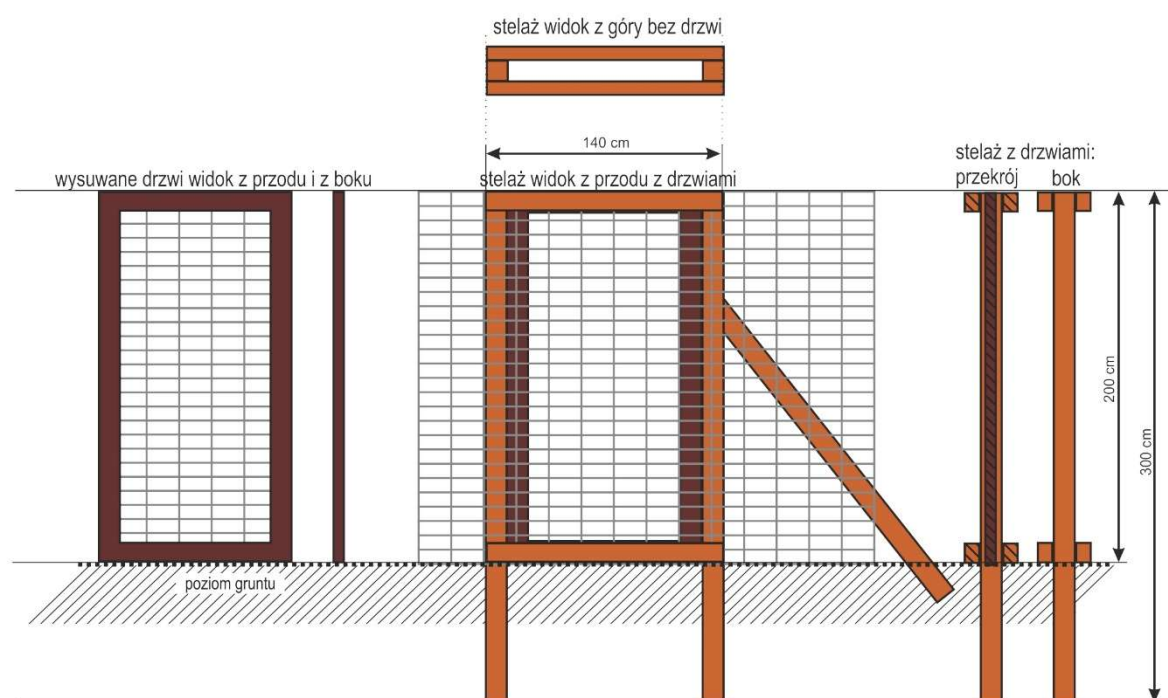 stelaż widok z góry bez drzwi
140 cm
wysuwane drzwi widok z przodu i z boku
stelaż widok z przodu z drzwiami
stelaż z drzwiami:
przekrój
bok
200 cm
300 cm
poziom gruntu